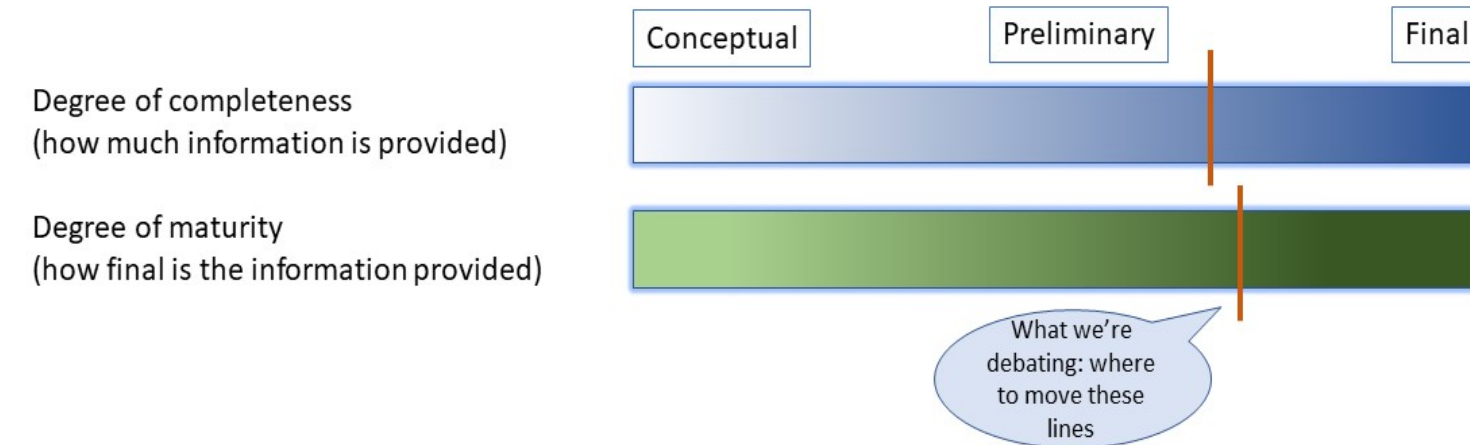 Conceptual
Preliminary
Final
Degree of completeness
(how much information is provided)
Degree of maturity
(how final is the information provided)
What we're
debating: where
to move these
lines